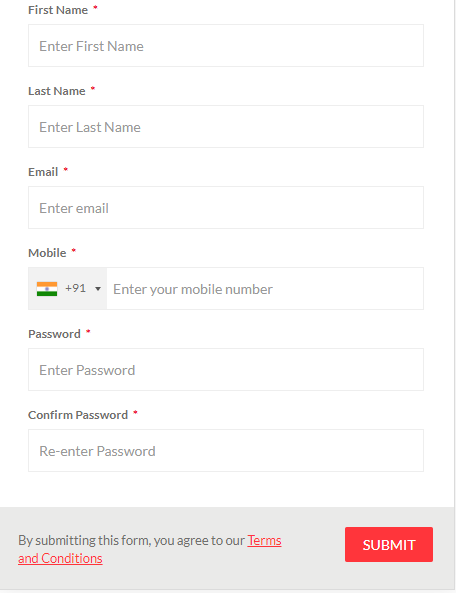 First Name *
Enter First Name
Last Name *
Enter Last Name
Email *
Enter email
Mobile *
+91 Enter your mobile number
Password *
Enter Password
Confirm Password *
Re-enter Password
By submitting this form, you agree to our Terms
and Conditions
SUBMIT